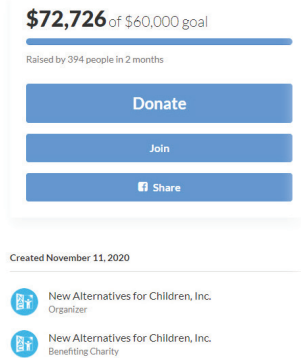 $72,726 of $60,000 goal
Raised by 394 people in 2 months
Donate
Join
Share
Created November 11, 2020
New Alternatives for Children, Inc.
Organizer
New Alternatives for Children, Inc.
Benefiting Charity